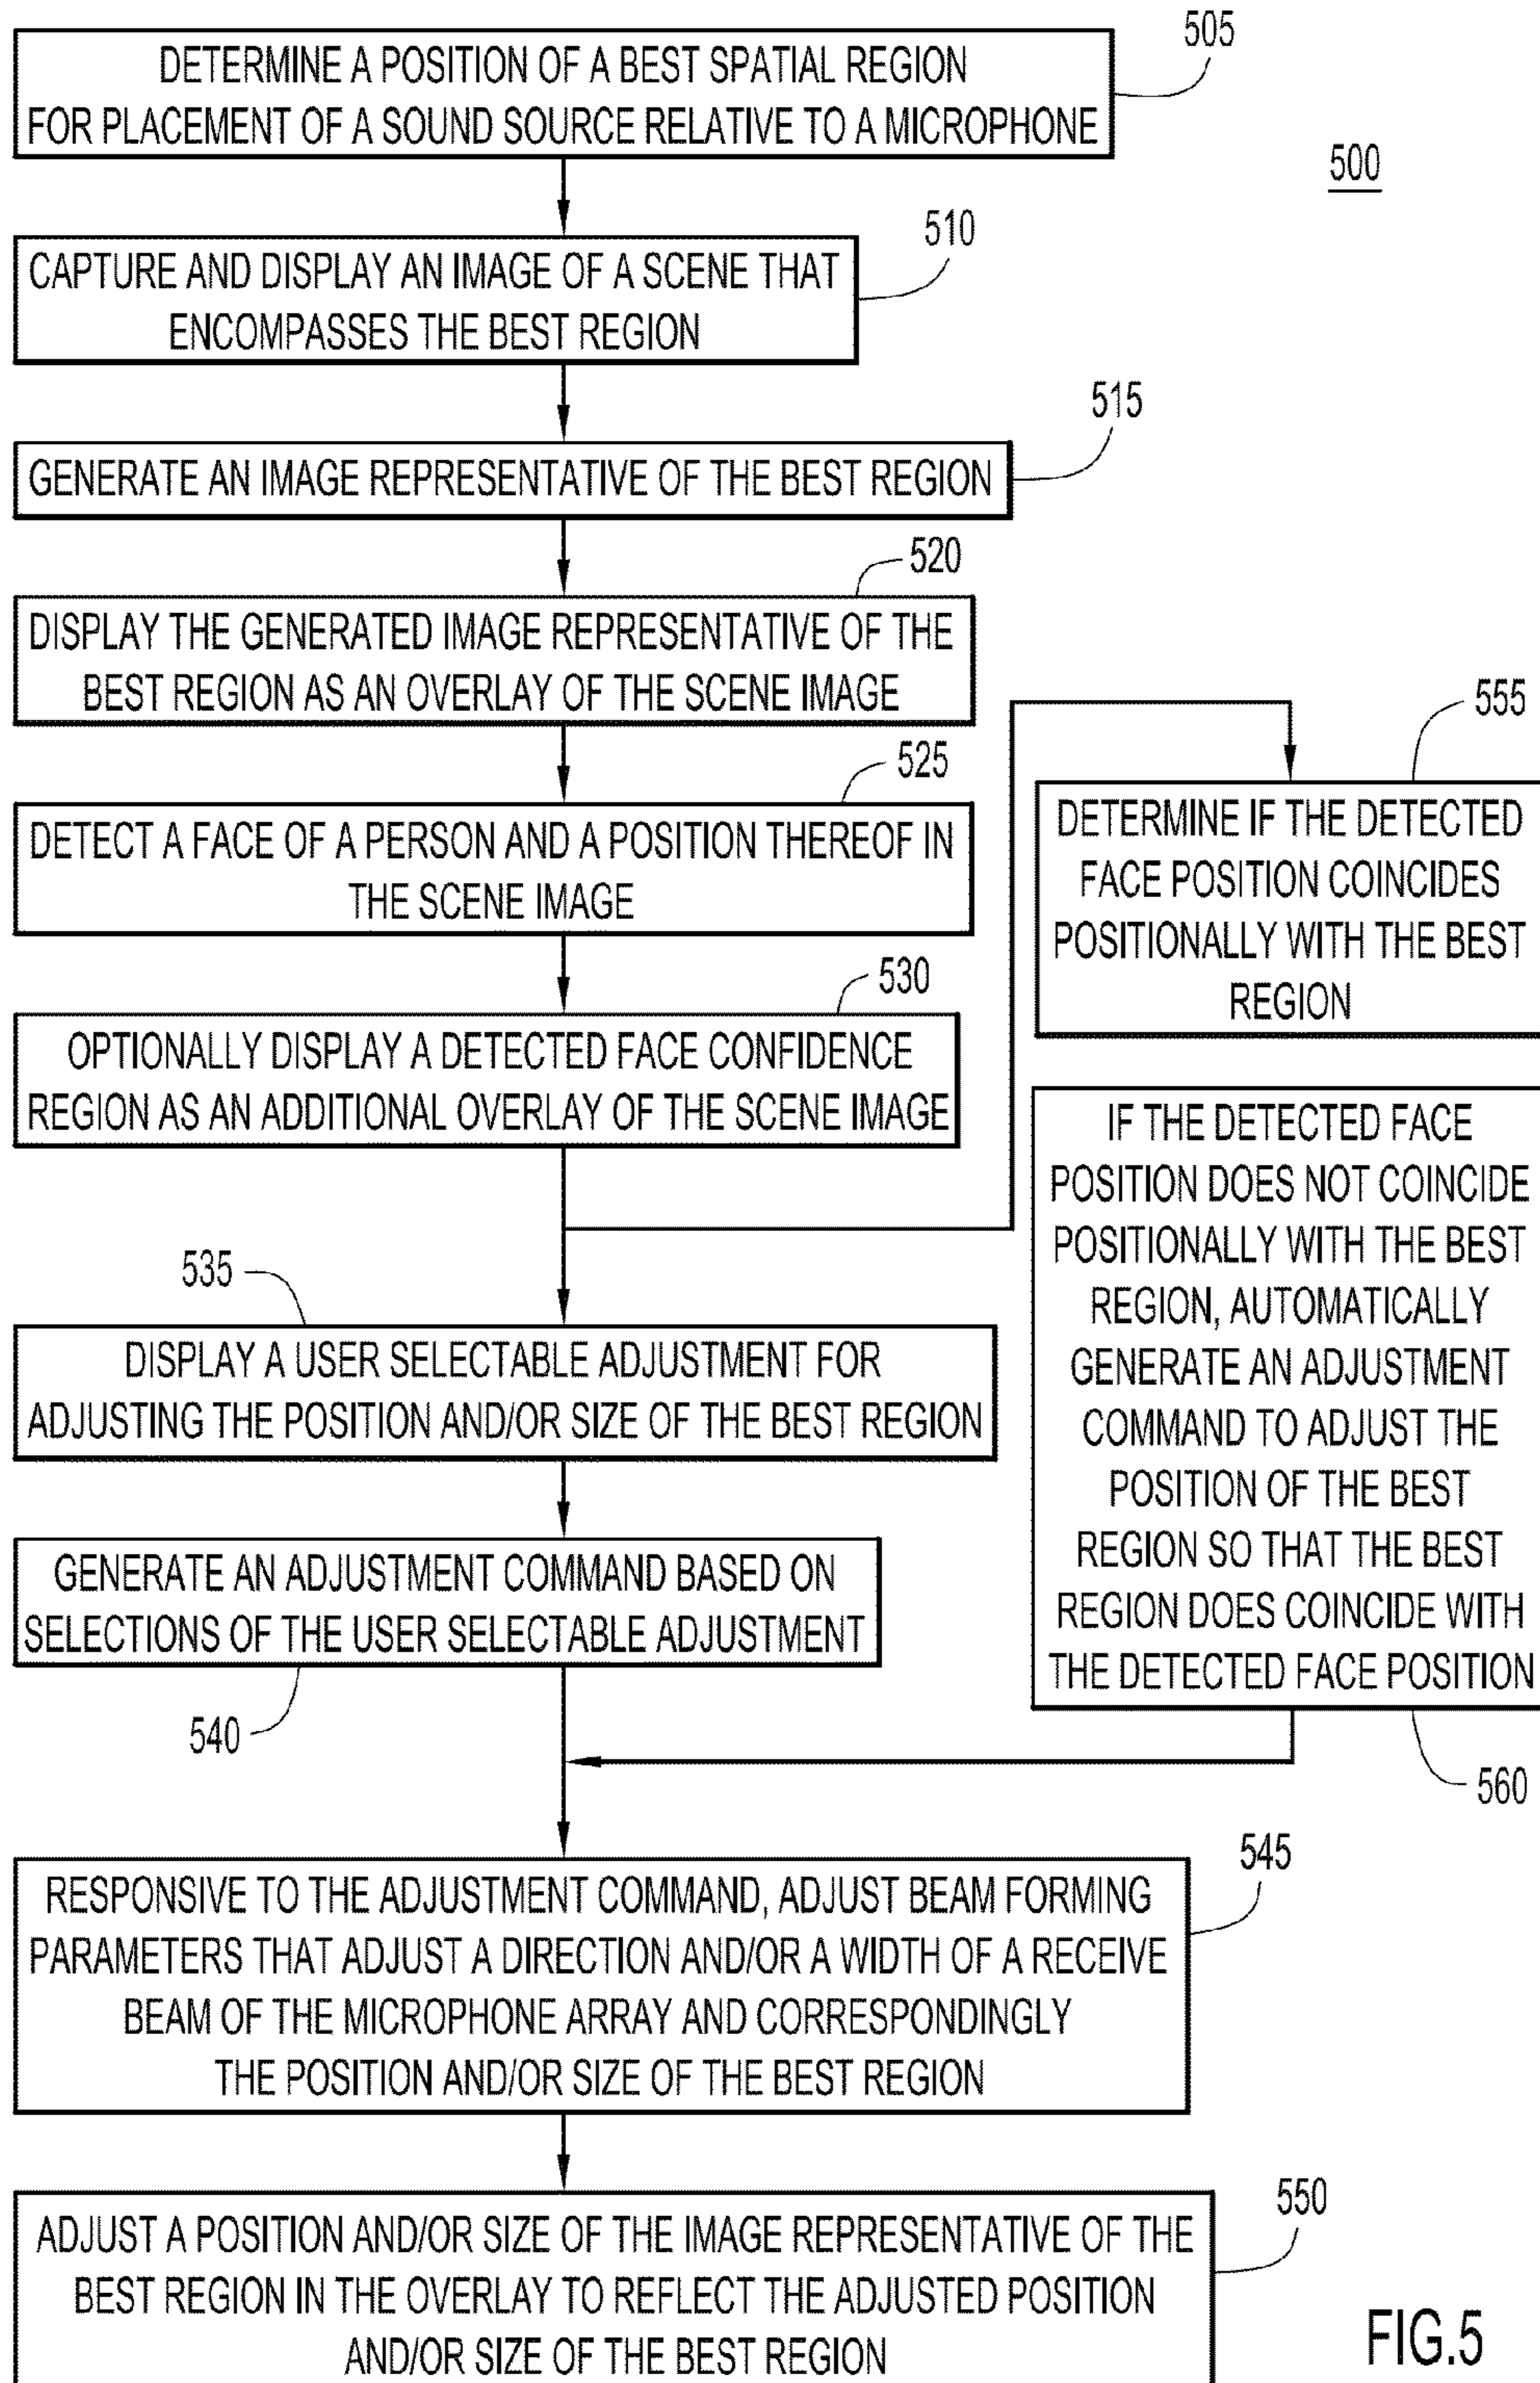 505
DETERMINE A POSITION OF A BEST SPATIAL REGION
FOR PLACEMENT OF A SOUND SOURCE RELATIVE TO A MICROPHONE
500
510
CAPTURE AND DISPLAY AN IMAGE OF A SCENE THAT
ENCOMPASSES THE BEST REGION
515
GENERATE AN IMAGE REPRESENTATIVE OF THE BEST REGION
520
DISPLAY THE GENERATED IMAGE REPRESENTATIVE OF THE
BEST REGION AS AN OVERLAY OF THE SCENE IMAGE
525
DETECT A FACE OF A PERSON AND A POSITION THEREOF IN
THE SCENE IMAGE
530
OPTIONALLY DISPLAY A DETECTED FACE CONFIDENCE
REGION AS AN ADDITIONAL OVERLAY OF THE SCENE IMAGE
535
DISPLAY A USER SELECTABLE ADJUSTMENT FOR
ADJUSTING THE POSITION AND/OR SIZE OF THE BEST REGION
GENERATE AN ADJUSTMENT COMMAND BASED ON
SELECTIONS OF THE USER SELECTABLE ADJUSTMENT
540
555
DETERMINE IF THE DETECTED
FACE POSITION COINCIDES
POSITIONALLY WITH THE BEST
REGION
IF THE DETECTED FACE
POSITION DOES NOT COINCIDE
POSITIONALLY WITH THE BEST
REGION, AUTOMATICALLY
GENERATE AN ADJUSTMENT
COMMAND TO ADJUST THE
POSITION OF THE BEST
REGION SO THAT THE BEST
REGION DOES COINCIDE WITH
THE DETECTED FACE POSITION
560
545
RESPONSIVE TO THE ADJUSTMENT COMMAND, ADJUST BEAM FORMING
PARAMETERS THAT ADJUST A DIRECTION AND/OR A WIDTH OF A RECEIVE
BEAM OF THE MICROPHONE ARRAY AND CORRESPONDINGLY
THE POSITION AND/OR SIZE OF THE BEST REGION
550
ADJUST A POSITION AND/OR SIZE OF THE IMAGE REPRESENTATIVE OF THE
BEST REGION IN THE OVERLAY TO REFLECT THE ADJUSTED POSITION
AND/OR SIZE OF THE BEST REGION
FIG.5